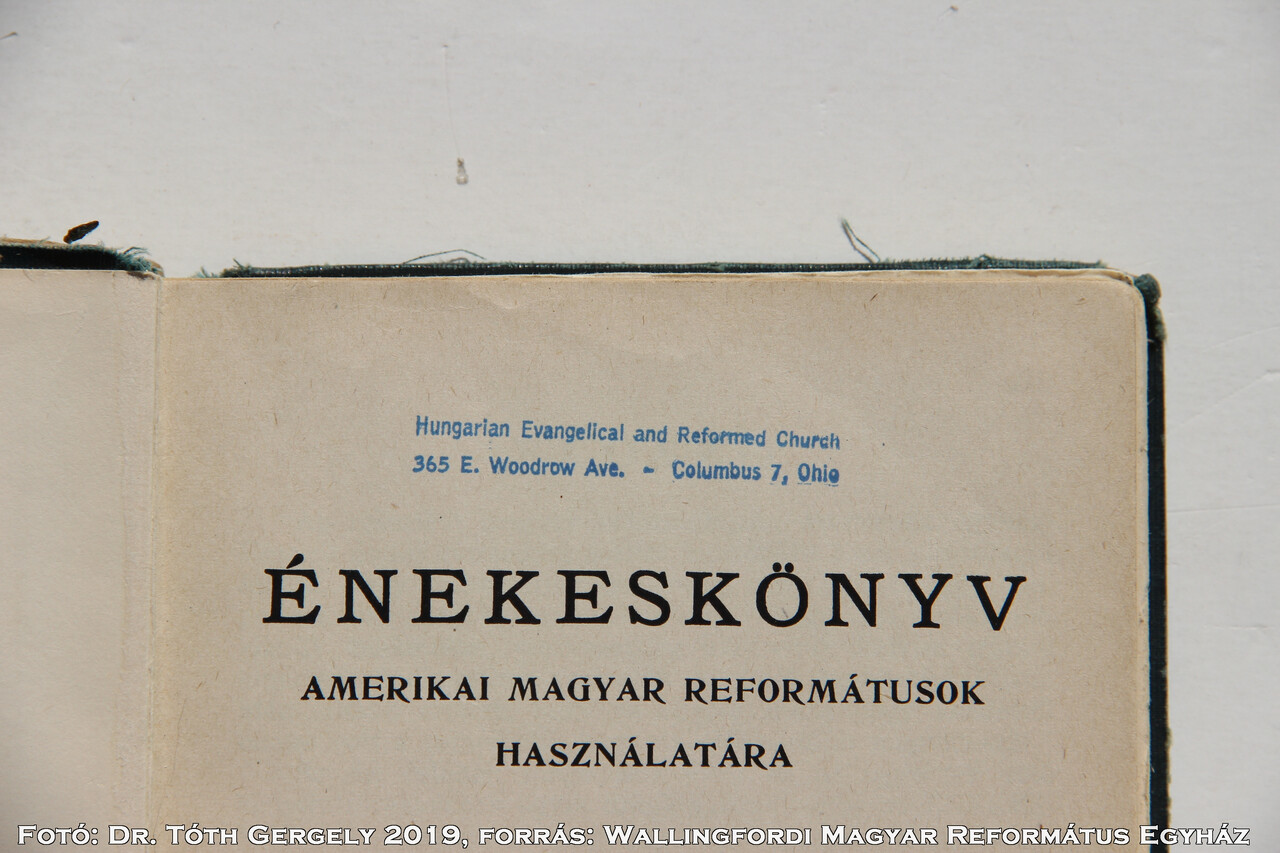 Hungarian Evangelical and Reformed Church
365 E. Woodrow Ave. - Columbus 7, Ohio
ÉNEKESKÖNYV
AMERIKAI MAGYAR REFORMÁTUSOK
HASZNÁLATÁRA
Fotó: Dr. Tóth Gergely 2019, forrás: Wallingfordi Magyar Református Egyház